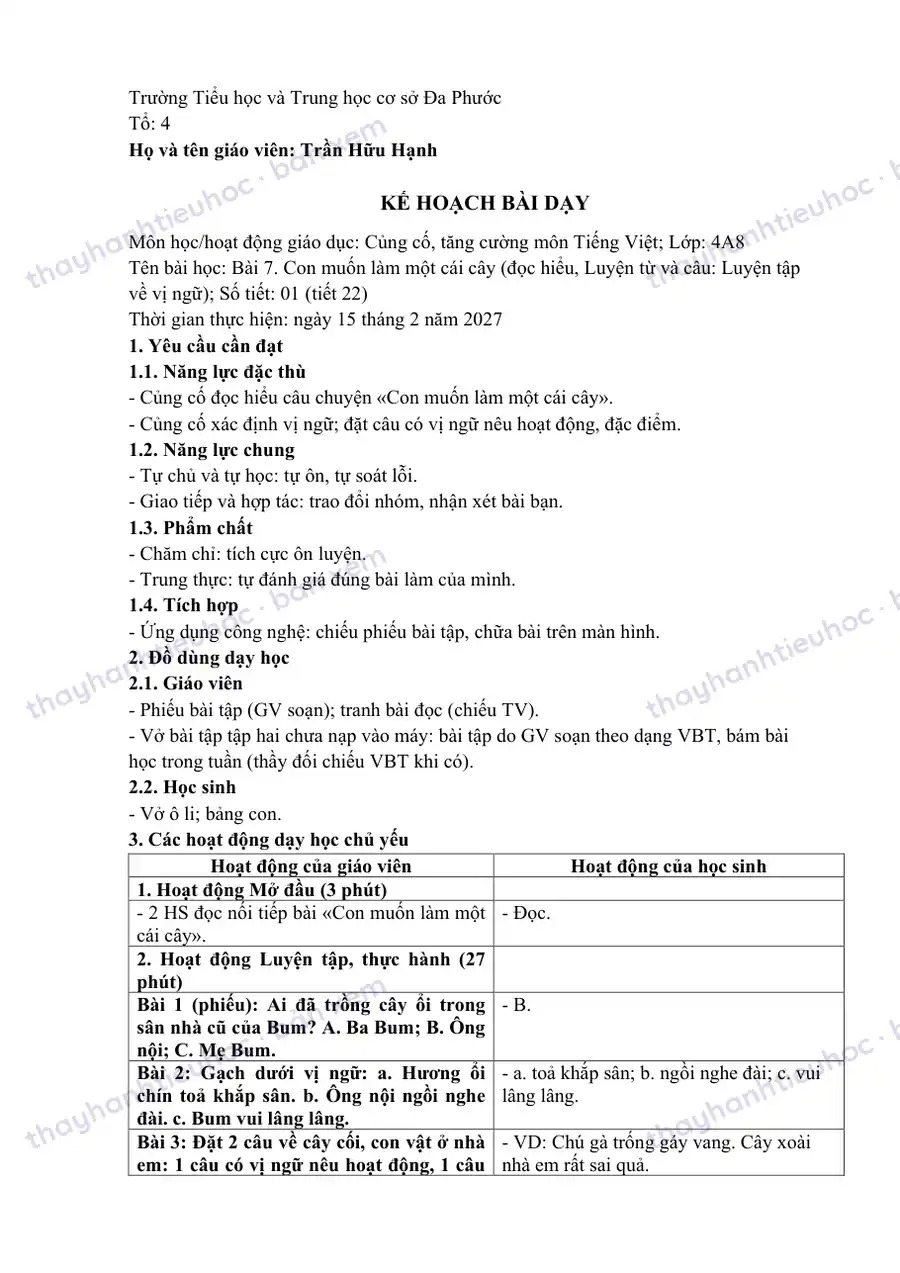 Trường Tiểu học và Trung học cơ sở Đa Phước
Tổ: 4
Họ và tên giáo viên: Trần Hữu Hạnh
KẾ HOẠCH BÀI DẠY
Môn học/hoạt động giáo dục: Củng cố, tăng cường môn Tiếng Việt; Lớp: 4A8
Tên bài học: Bài 7. Con muốn làm một cái cây (đọc hiểu, Luyện từ và câu: Luyện tập
về vị ngữ); Số tiết: 01 (tiết 22)
Thời gian thực hiện: ngày 15 tháng 2 năm 2027
1. Yêu cầu cần đạt
1.1. Năng lực đặc thù
- Củng cố đọc hiểu câu chuyện «Con muốn làm một cái cây».
- Củng cố xác định vị ngữ; đặt câu có vị ngữ nêu hoạt động, đặc điểm.
1.2. Năng lực chung
- Tự chủ và tự học: tự ôn, tự soát lỗi.
- Giao tiếp và hợp tác: trao đổi nhóm, nhận xét bài bạn.
1.3. Phẩm chất
- Chăm chỉ: tích cực ôn luyện.
- Trung thực: tự đánh giá đúng bài làm của mình.
1.4. Tích hợp
- Ứng dụng công nghệ: chiếu phiếu bài tập, chữa bài trên màn hình.
2. Đồ dùng dạy học
2.1. Giáo viên
- Phiếu bài tập (GV soạn); tranh bài đọc (chiếu TV).
- Vở bài tập tập hai chưa nạp vào máy: bài tập do GV soạn theo dạng VBT, bám bài
học trong tuần (thầy đối chiếu VBT khi có).
2.2. Học sinh
- Vở ô li; bảng con.
3. Các hoạt động dạy học chủ yếu
Hoạt động của giáo viên
Hoạt động của học sinh
1. Hoạt động Mở đầu (3 phút)
- 2 HS đọc nối tiếp bài «Con muốn làm một
cái cây».
- Đọc.
2. Hoạt động Luyện tập, thực hành (27
phút)
Bài 1 (phiếu): Ai đã trồng cây ổi trong
sân nhà cũ của Bum? A. Ba Bum; B. Ông
nội; C. Mẹ Bum.
- B.
Bài 2: Gạch dưới vị ngữ: a. Hương ổi
chín toả khắp sân. b. Ông nội ngồi nghe
đài. c. Bum vui lâng lâng.
- a. toả khắp sân; b. ngồi nghe đài; c. vui
lâng lâng.
Bài 3: Đặt 2 câu về cây cối, con vật ở nhà
em: 1 câu có vị ngữ nêu hoạt động, 1 câu
- VD: Chú gà trống gáy vang. Cây xoài
nhà em rất sai quả.
thayhanhtieuhoc · bản xem
thayhanhtieuhoc · b
thayhanhtieuhoc · bản xem
thayhanhtieuhoc · b
thayhanhtieuhoc · bản xem
thayhanhtieuhoc · b